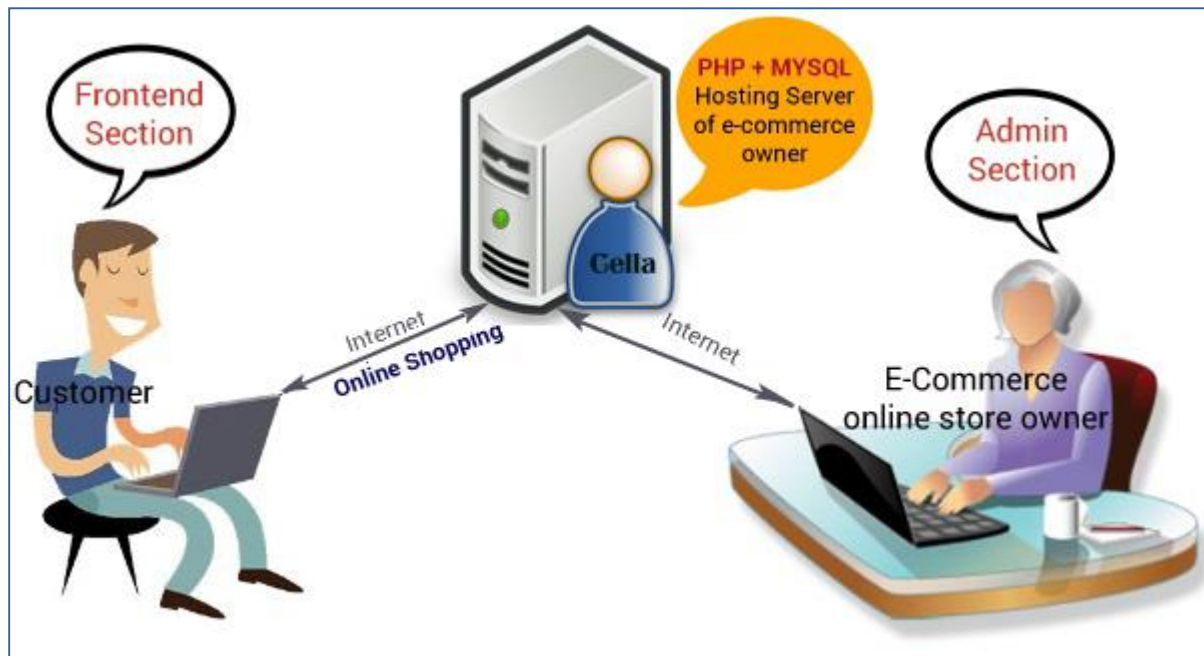 Frontend
Section
PHP + MYSQL
Hosting Server
of e-commerce
owner
Admin
Section
Cella
Internet
Online Shopping
Internet
Customer
E-Commerce
online store owner